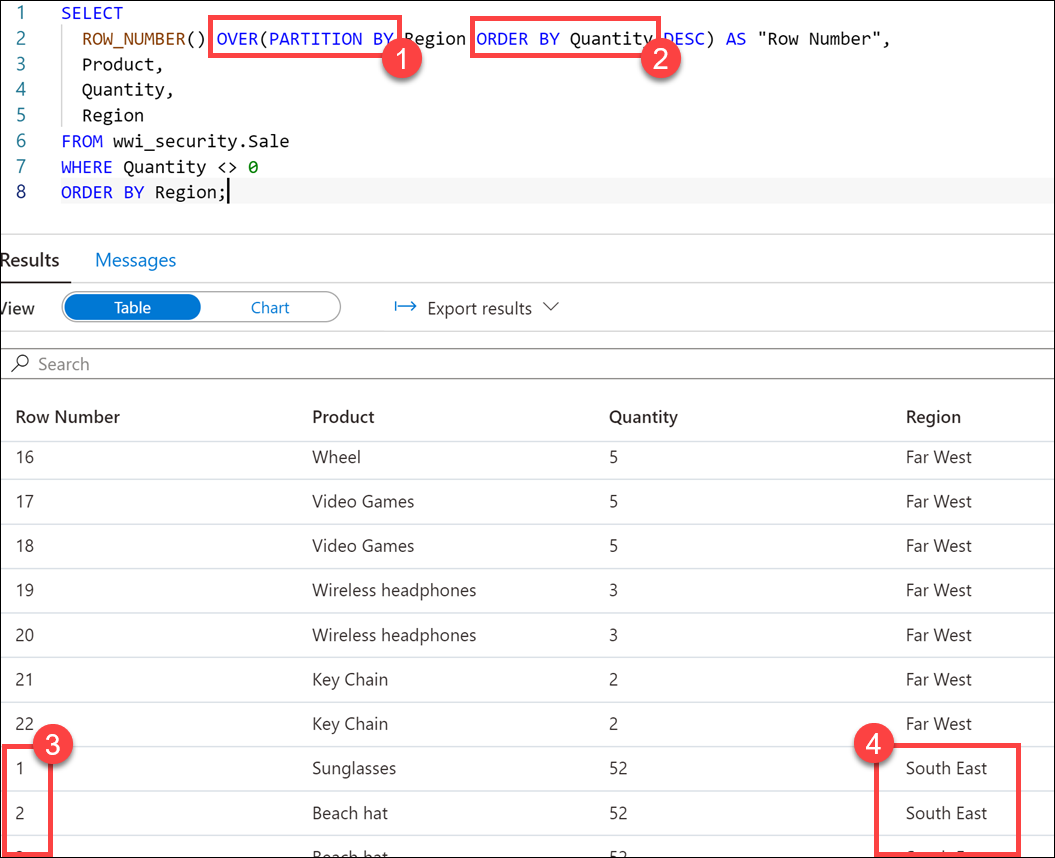 1 SELECT
2 ROW_NUMBER() OVER(PARTITION BY Region ORDER BY Quantity DESC) AS "Row Number",
1
2
3 Product,
4 Quantity,
5 Region
6 FROM wwi_security.Sale
7 WHERE Quantity <> 0
8 ORDER BY Region;
Results Messages
View Table Chart Export results
Search
Row Number Product Quantity Region
16 Wheel 5 Far West
17 Video Games 5 Far West
18 Video Games 5 Far West
19 Wireless headphones 3 Far West
20 Wireless headphones 3 Far West
21 Key Chain 2 Far West
22 Key Chain 2 Far West
3
4
1 Sunglasses 52 South East
2 Beach hat 52 South East
Beach hat 52